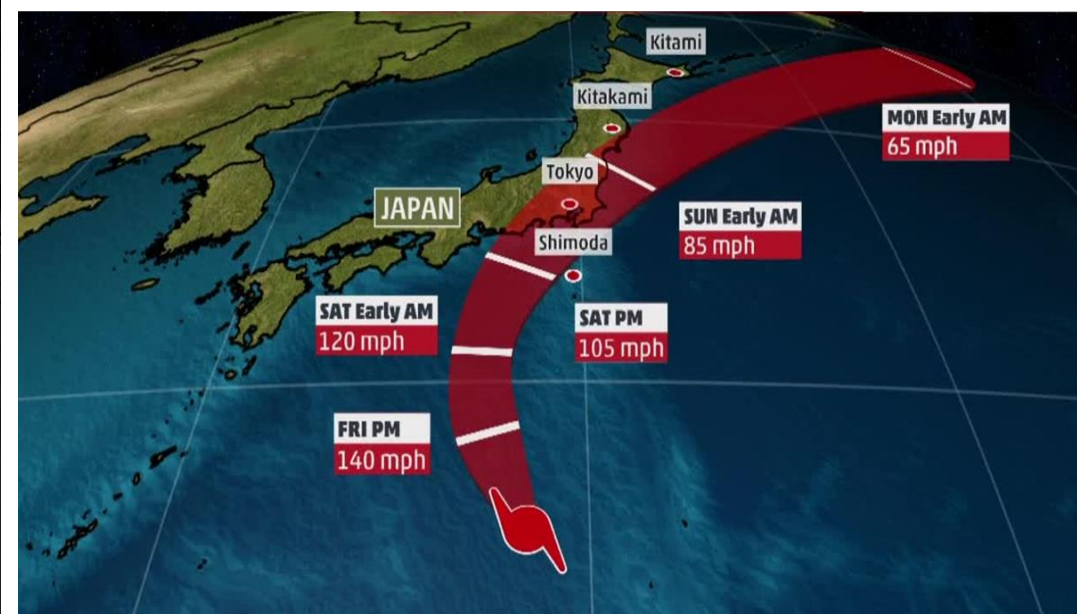 Kitami
Kitakami
MON Early AM
65 mph
Tokyo
JAPAN
SUN Early AM
85 mph
Shimoda
SAT Early AM
120 mph
SAT PM
105 mph
FRI PM
140 mph